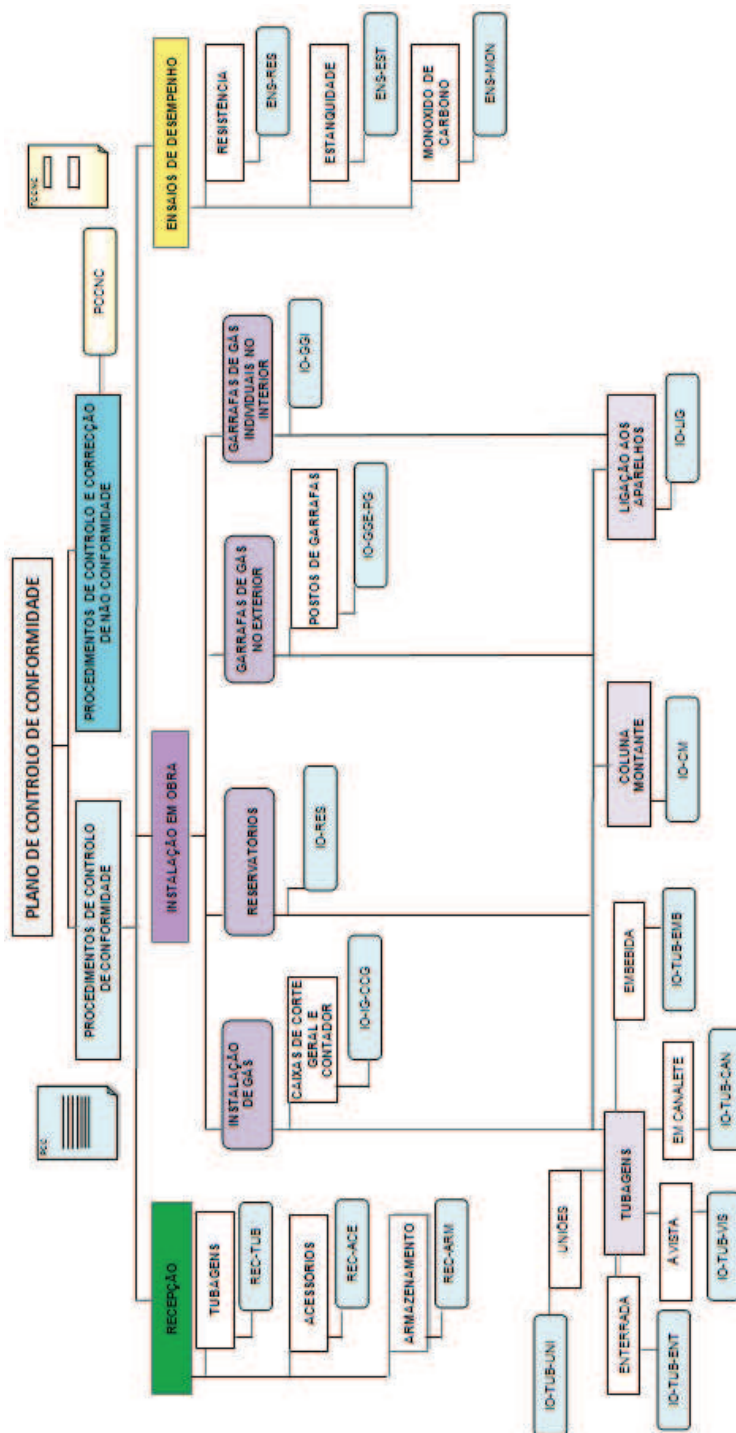 PLANO DE CONTROLO DE CONFORMIDADE
PCC
PROCEDIMENTOS DE CONTROLO
DE CONFORMIDADE
PROCEDIMENTOS DE CONTROLO E CORRECÇÃO
DE NÃO CONFORMIDADE
PCCNC
PCCNC
RECEPÇÃO
TUBAGENS
REC-TUB
ACESSÓRIOS
REC-ACE
ARMAZENAMENTO
REC-ARM
INSTALAÇÃO EM OBRA
INSTALAÇÃO
DE GÁS
CAIXAS DE CORTE
GERAL E
CONTADOR
IO-IG-CCG
RESERVATÓRIOS
IO-RES
GARRAFAS DE GÁS
NO EXTERIOR
POSTOS DE GARRAFAS
IO-GGE-PG
GARRAFAS DE GÁS
INDIVIDUAIS NO
INTERIOR
IO-GGI
ENSAIOS DE DESEMPENHO
RESISTÊNCIA
ENS-RES
ESTANQUIDADE
ENS-EST
MONOXIDO DE
CARBONO
ENS-MON
UNIÕES
IO-TUB-UNI
TUBAGENS
ENTERRADA
IO-TUB-ENT
A VISTA
IO-TUB-VIS
EM CANALETE
IO-TUB-CAN
EMBEBIDA
IO-TUB-EMB
COLUNA
MONTANTE
IO-CM
LIGAÇÃO AOS
APARELHOS
IO-LIG